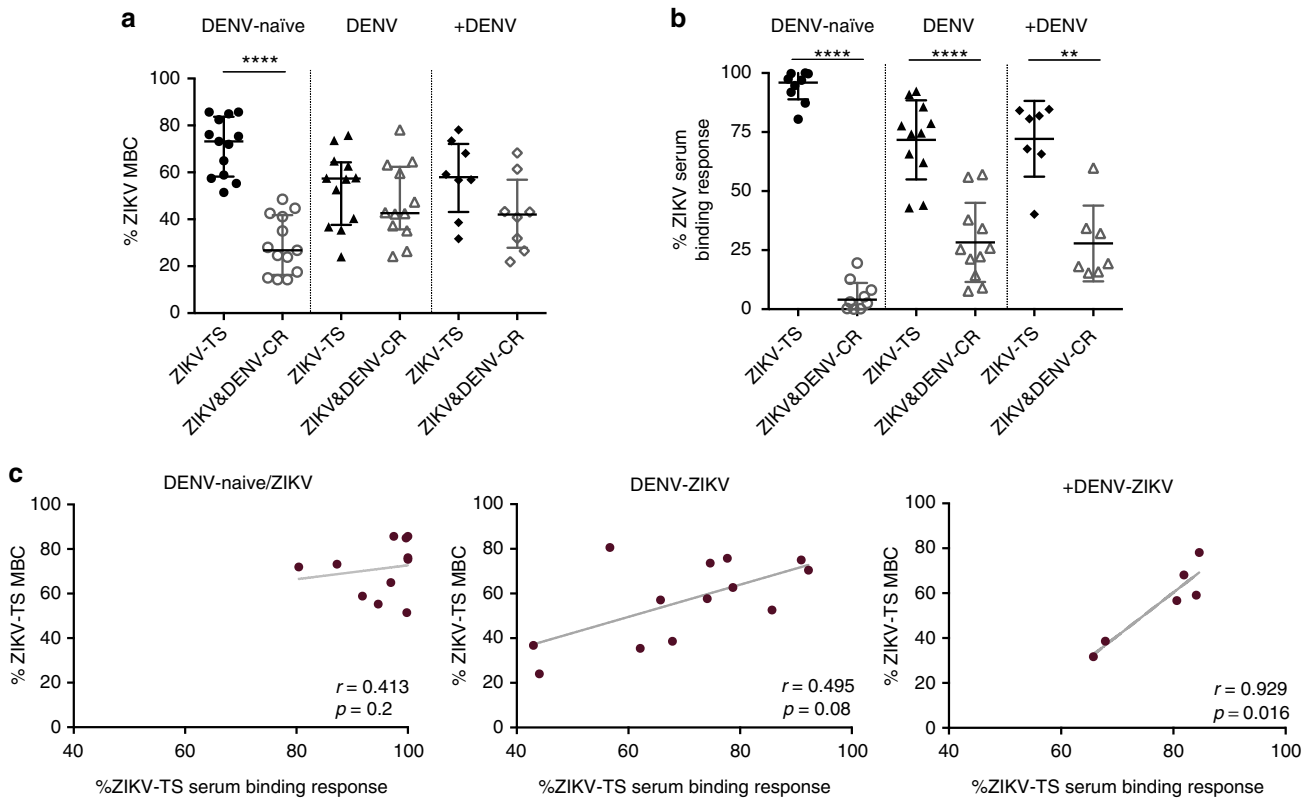 a
DENV-naïve DENV +DENV
****
% ZIKV MBC
100
80
60
40
20
0
ZIKV-TS
ZIKV&DENV-CR
ZIKV-TS
ZIKV&DENV-CR
ZIKV-TS
ZIKV&DENV-CR
b
DENV-naïve DENV +DENV
**** **** **
% ZIKV serum
binding response
100
75
50
25
0
ZIKV-TS
ZIKV&DENV-CR
ZIKV-TS
ZIKV&DENV-CR
ZIKV-TS
ZIKV&DENV-CR
c
DENV-naive/ZIKV
% ZIKV-TS MBC
100
80
60
40
20
0
r = 0.413
p = 0.2
40 60 80 100
%ZIKV-TS serum binding response
DENV-ZIKV
% ZIKV-TS MBC
100
80
60
40
20
0
r = 0.495
p = 0.08
40 60 80 100
%ZIKV-TS serum binding response
+DENV-ZIKV
% ZIKV-TS MBC
100
80
60
40
20
0
r = 0.929
p = 0.016
40 60 80 100
%ZIKV-TS serum binding response